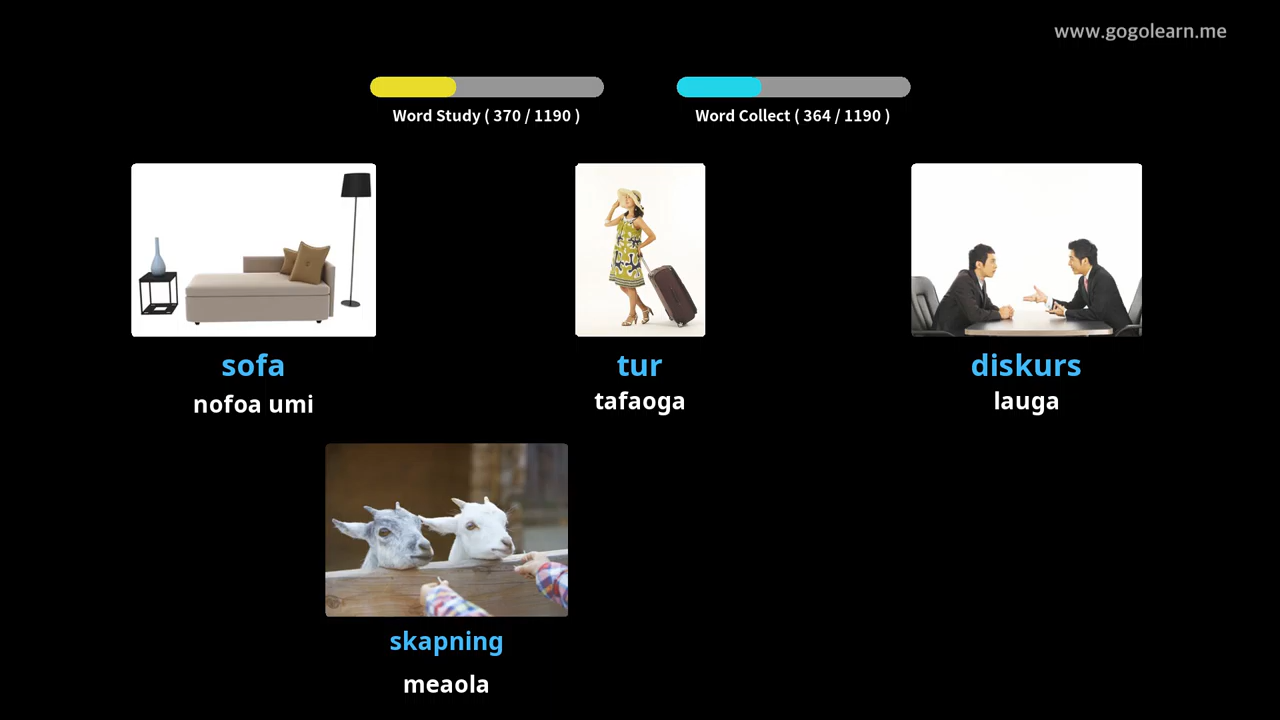 www.gogolearn.me
Word Study ( 370 / 1190 )
Word Collect ( 364 / 1190 )
sofa
nofoa umi
tur
tafaoga
diskurs
lauga
skapning
meaola